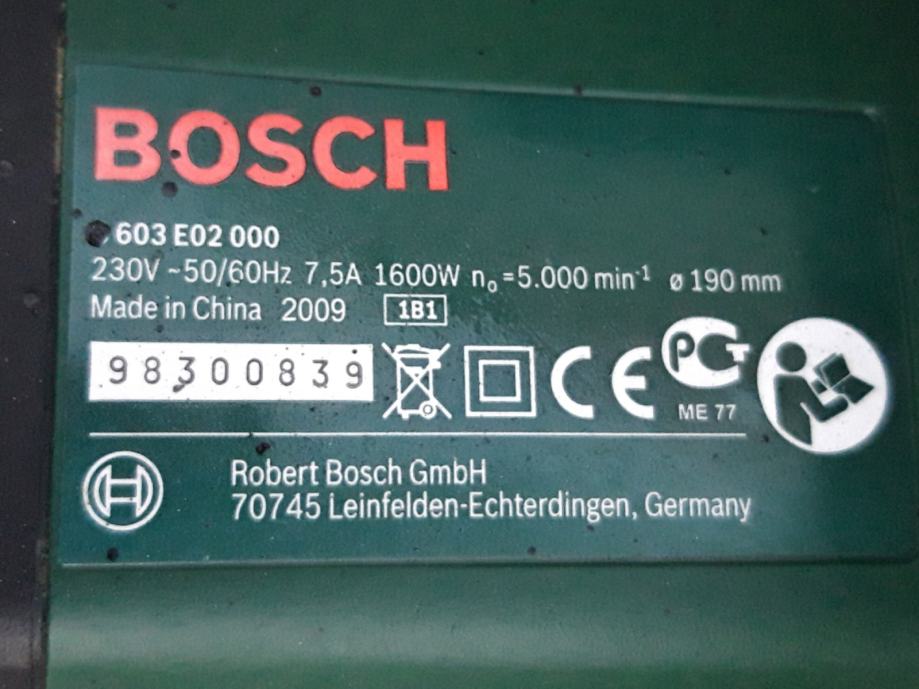 BOSCH
603 E02 000
230V ~50/60Hz 7,5A 1600W n₀=5.000 min⁻¹ ø 190 mm
Made in China 2009 1B1
98300839
CE
PCT
ME 77
Robert Bosch GmbH
70745 Leinfelden-Echterdingen, Germany